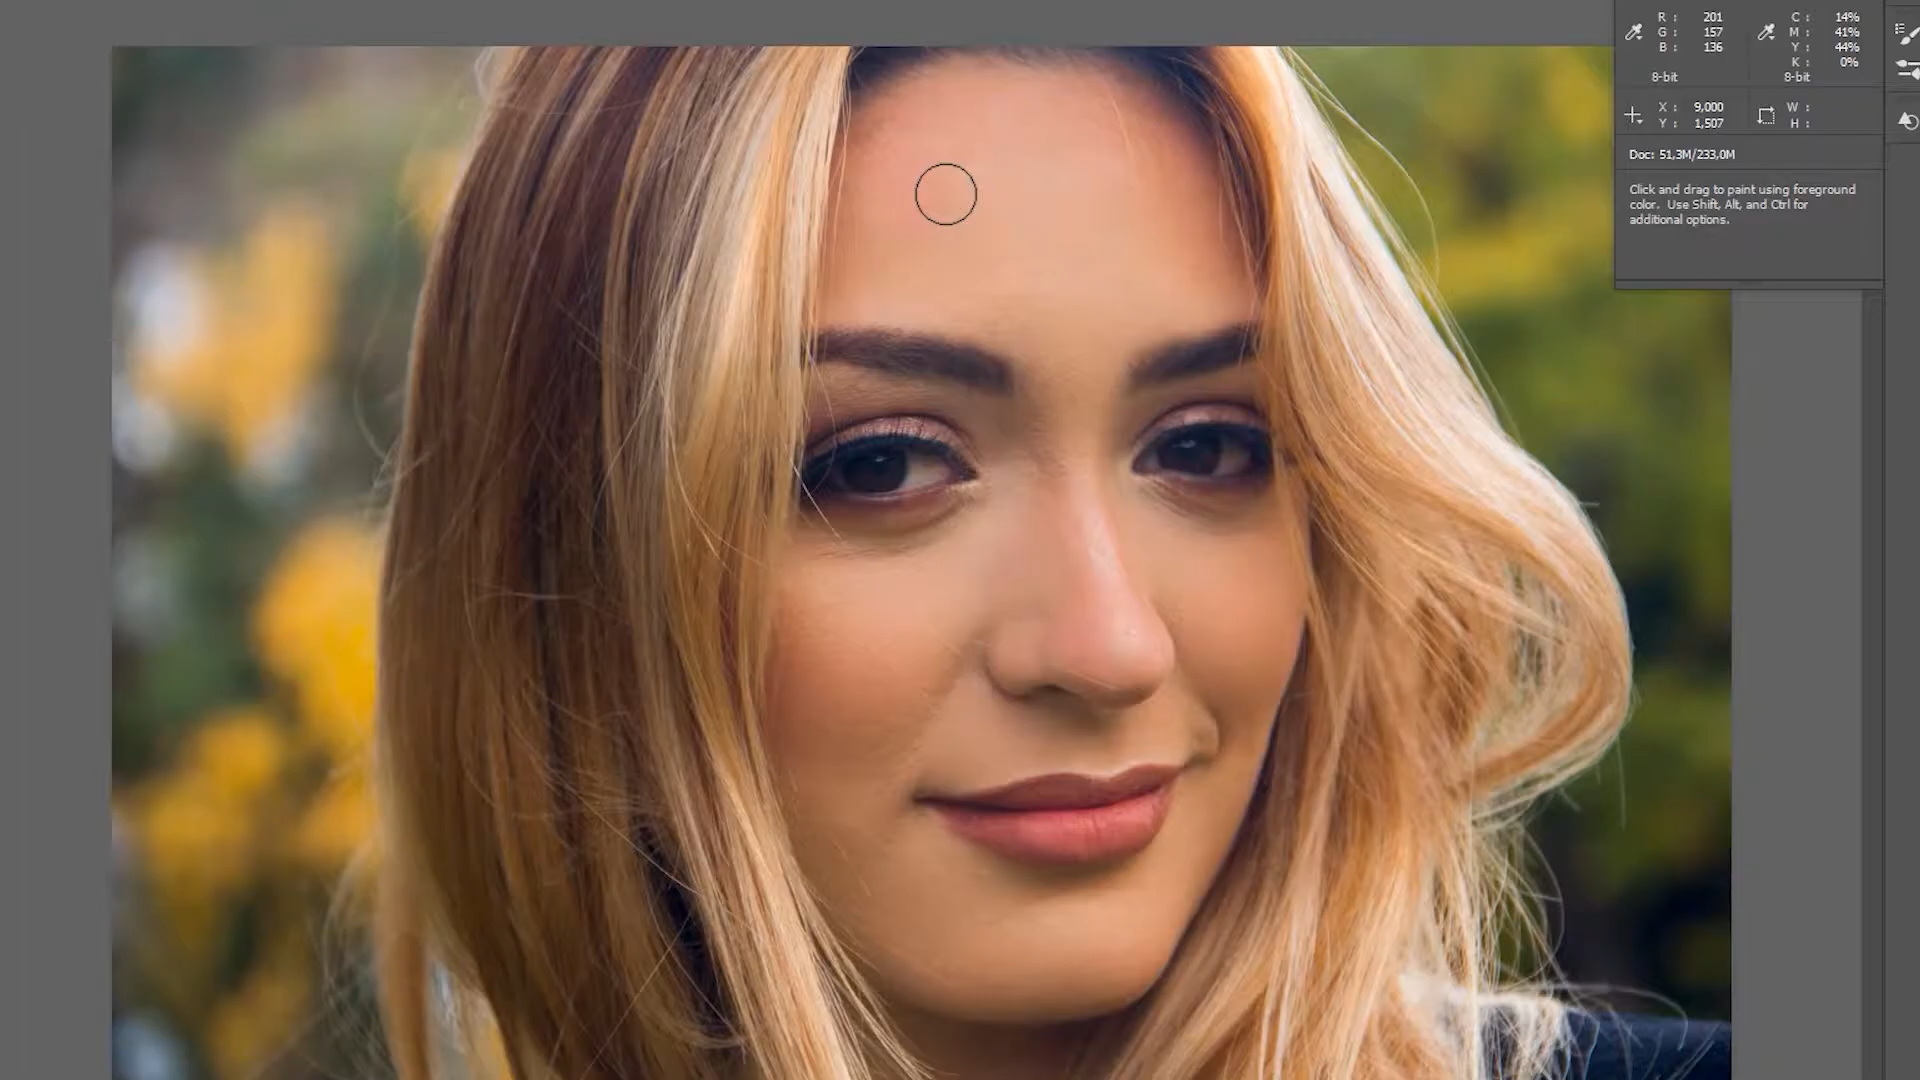 R : 201
G : 157
B : 136
8-bit
C : 14%
M : 41%
Y : 44%
K : 0%
8-bit
X : 9,000
Y : 1,507
W :
H :
Doc: 51,3M/233,0M
Click and drag to paint using foreground
color. Use Shift, Alt, and Ctrl for
additional options.